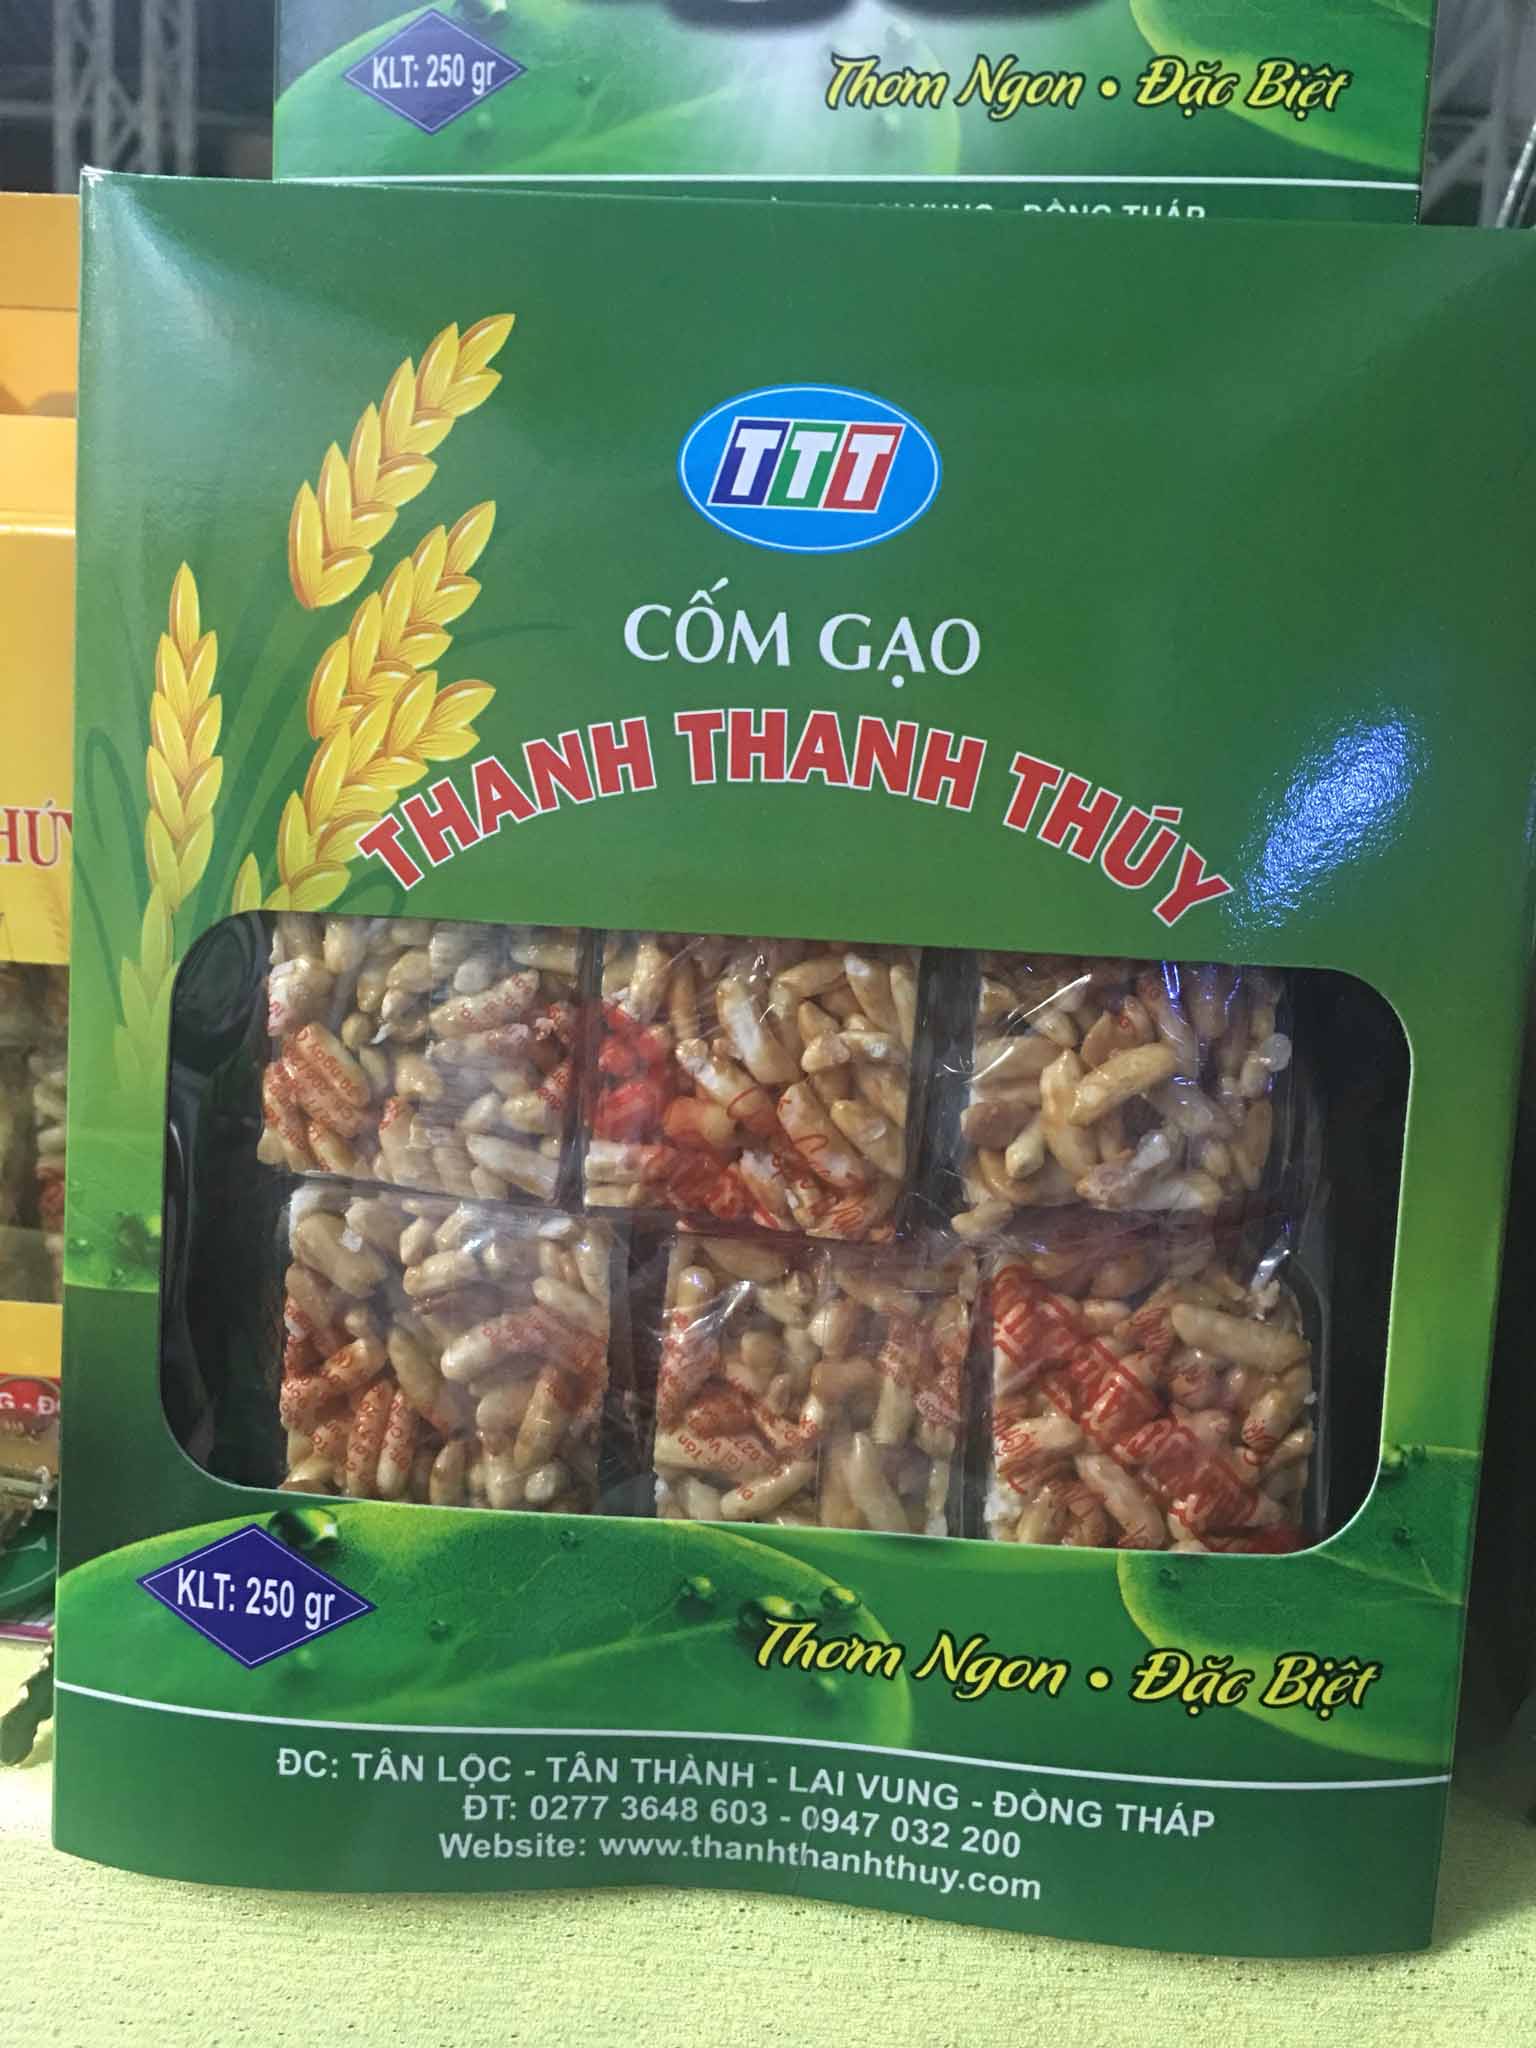 KLT: 250 gr
Thơm Ngon • Đặc Biệt
ĐỒNG THÁP
TTT
CỐM GẠO
THANH THANH THÚY
KLT: 250 gr
Thơm Ngon • Đặc Biệt
ĐC: TÂN LỘC - TÂN THÀNH - LAI VUNG - ĐỒNG THÁP
ĐT: 0277 3648 603 - 0947 032 200
Website: www.thanhthanhthuy.com